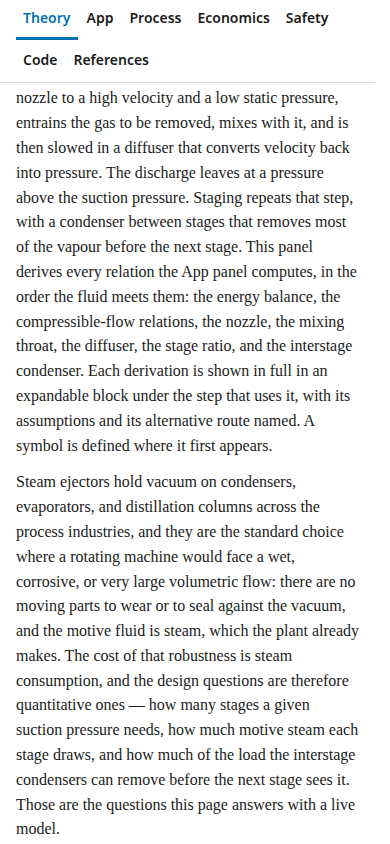 Theory App Process Economics Safety
Code References
nozzle to a high velocity and a low static pressure,
entrains the gas to be removed, mixes with it, and is
then slowed in a diffuser that converts velocity back
into pressure. The discharge leaves at a pressure
above the suction pressure. Staging repeats that step,
with a condenser between stages that removes most
of the vapour before the next stage. This panel
derives every relation the App panel computes, in the
order the fluid meets them: the energy balance, the
compressible-flow relations, the nozzle, the mixing
throat, the diffuser, the stage ratio, and the interstage
condenser. Each derivation is shown in full in an
expandable block under the step that uses it, with its
assumptions and its alternative route named. A
symbol is defined where it first appears.
Steam ejectors hold vacuum on condensers,
evaporators, and distillation columns across the
process industries, and they are the standard choice
where a rotating machine would face a wet,
corrosive, or very large volumetric flow: there are no
moving parts to wear or to seal against the vacuum,
and the motive fluid is steam, which the plant already
makes. The cost of that robustness is steam
consumption, and the design questions are therefore
quantitative ones — how many stages a given
suction pressure needs, how much motive steam each
stage draws, and how much of the load the interstage
condensers can remove before the next stage sees it.
Those are the questions this page answers with a live
model.